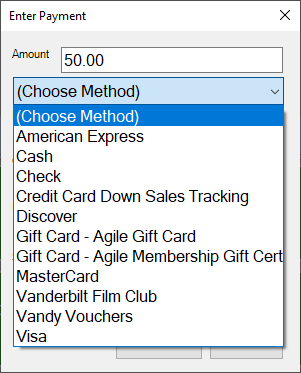 Enter Payment
Amount 50.00
(Choose Method)
(Choose Method)
American Express
Cash
Check
Credit Card Down Sales Tracking
Discover
Gift Card - Agile Gift Card
Gift Card - Agile Membership Gift Cert
MasterCard
Vanderbilt Film Club
Vandy Vouchers
Visa